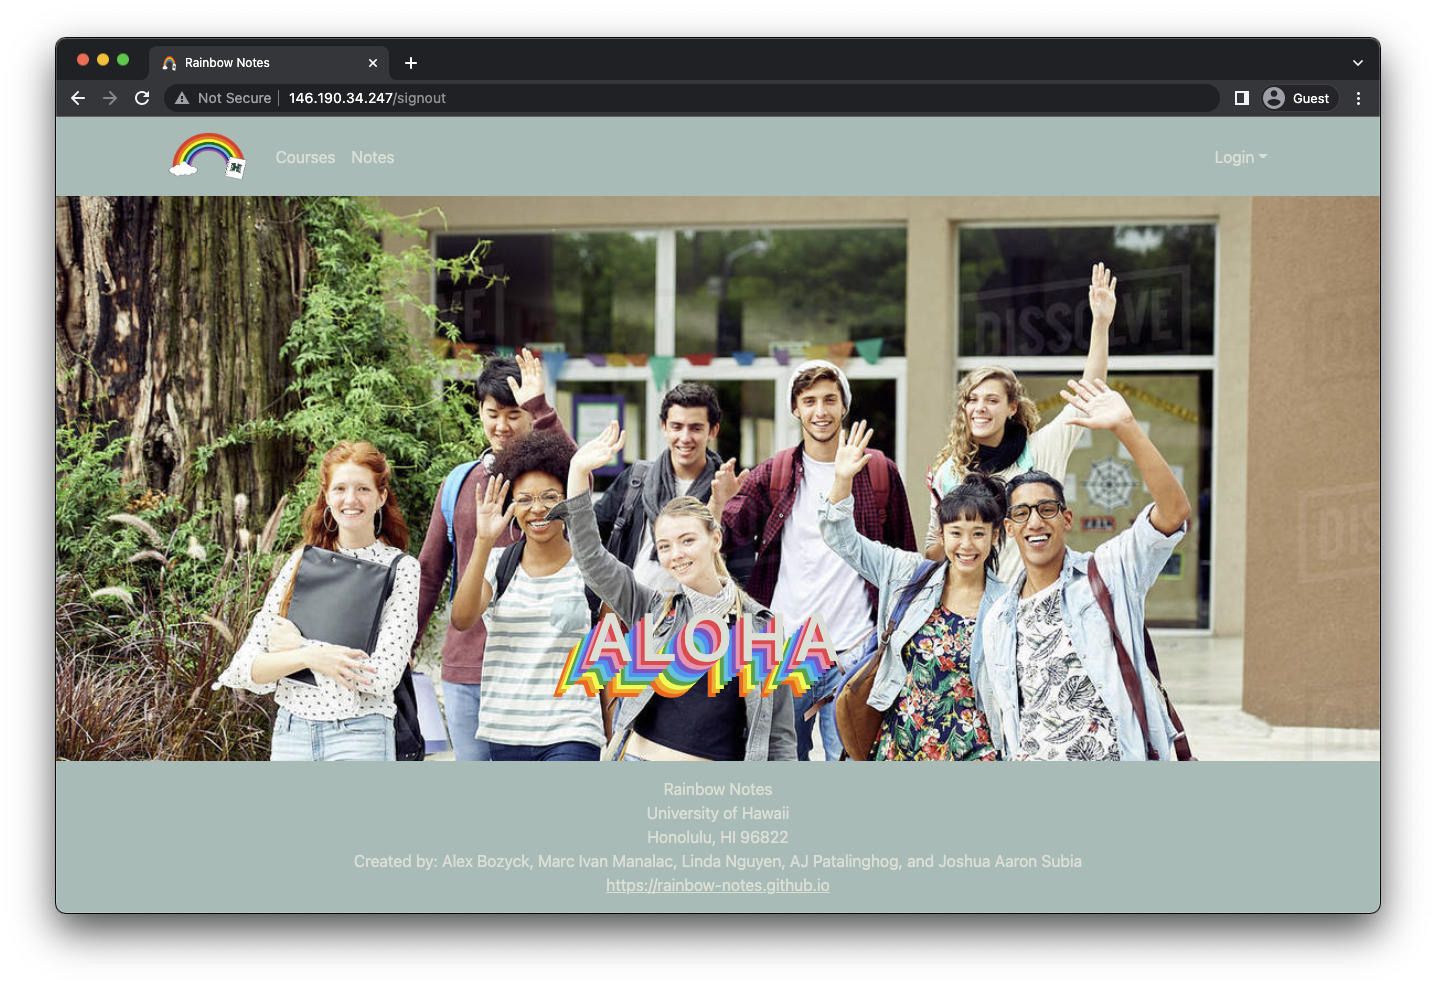 Rainbow Notes
Not Secure 146.190.34.247/signout
Guest
Courses Notes
Login
DISSOLVE
ALOHA
Rainbow Notes
University of Hawaii
Honolulu, HI 96822
Created by: Alex Bozyck, Marc Ivan Manalac, Linda Nguyen, AJ Patalinghog, and Joshua Aaron Subia
https://rainbow-notes.github.io